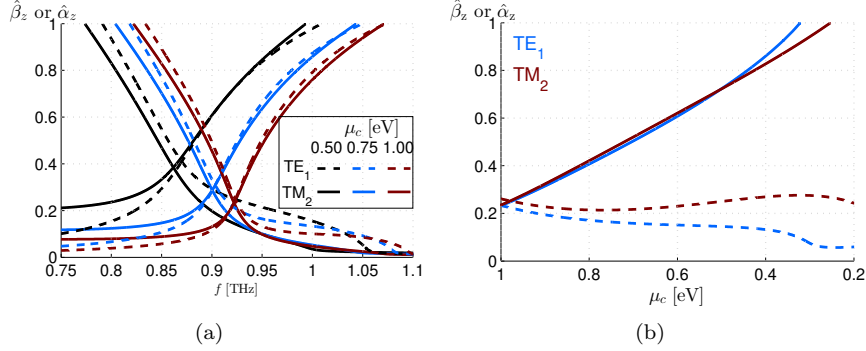 β̂z or α̂z
1
0.8
0.6
0.4
0.2
0
0.75 0.8 0.85 0.9 0.95 1 1.05 1.1
f [THz]
μc [eV]
0.50 0.75 1.00
TE1
TM2
(a)
β̂z or α̂z
TE1
TM2
1
0.8
0.6
0.4
0.2
0
1 0.8 0.6 0.4 0.2
μc [eV]
(b)